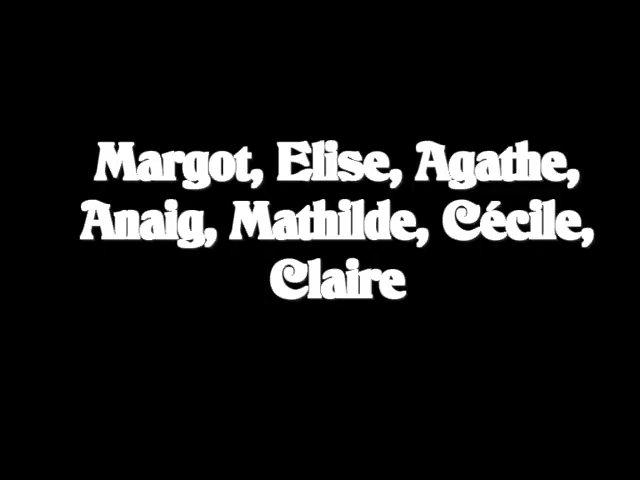 Margot, Elise, Agathe,
Anaig, Mathilde, Cécile,
Claire